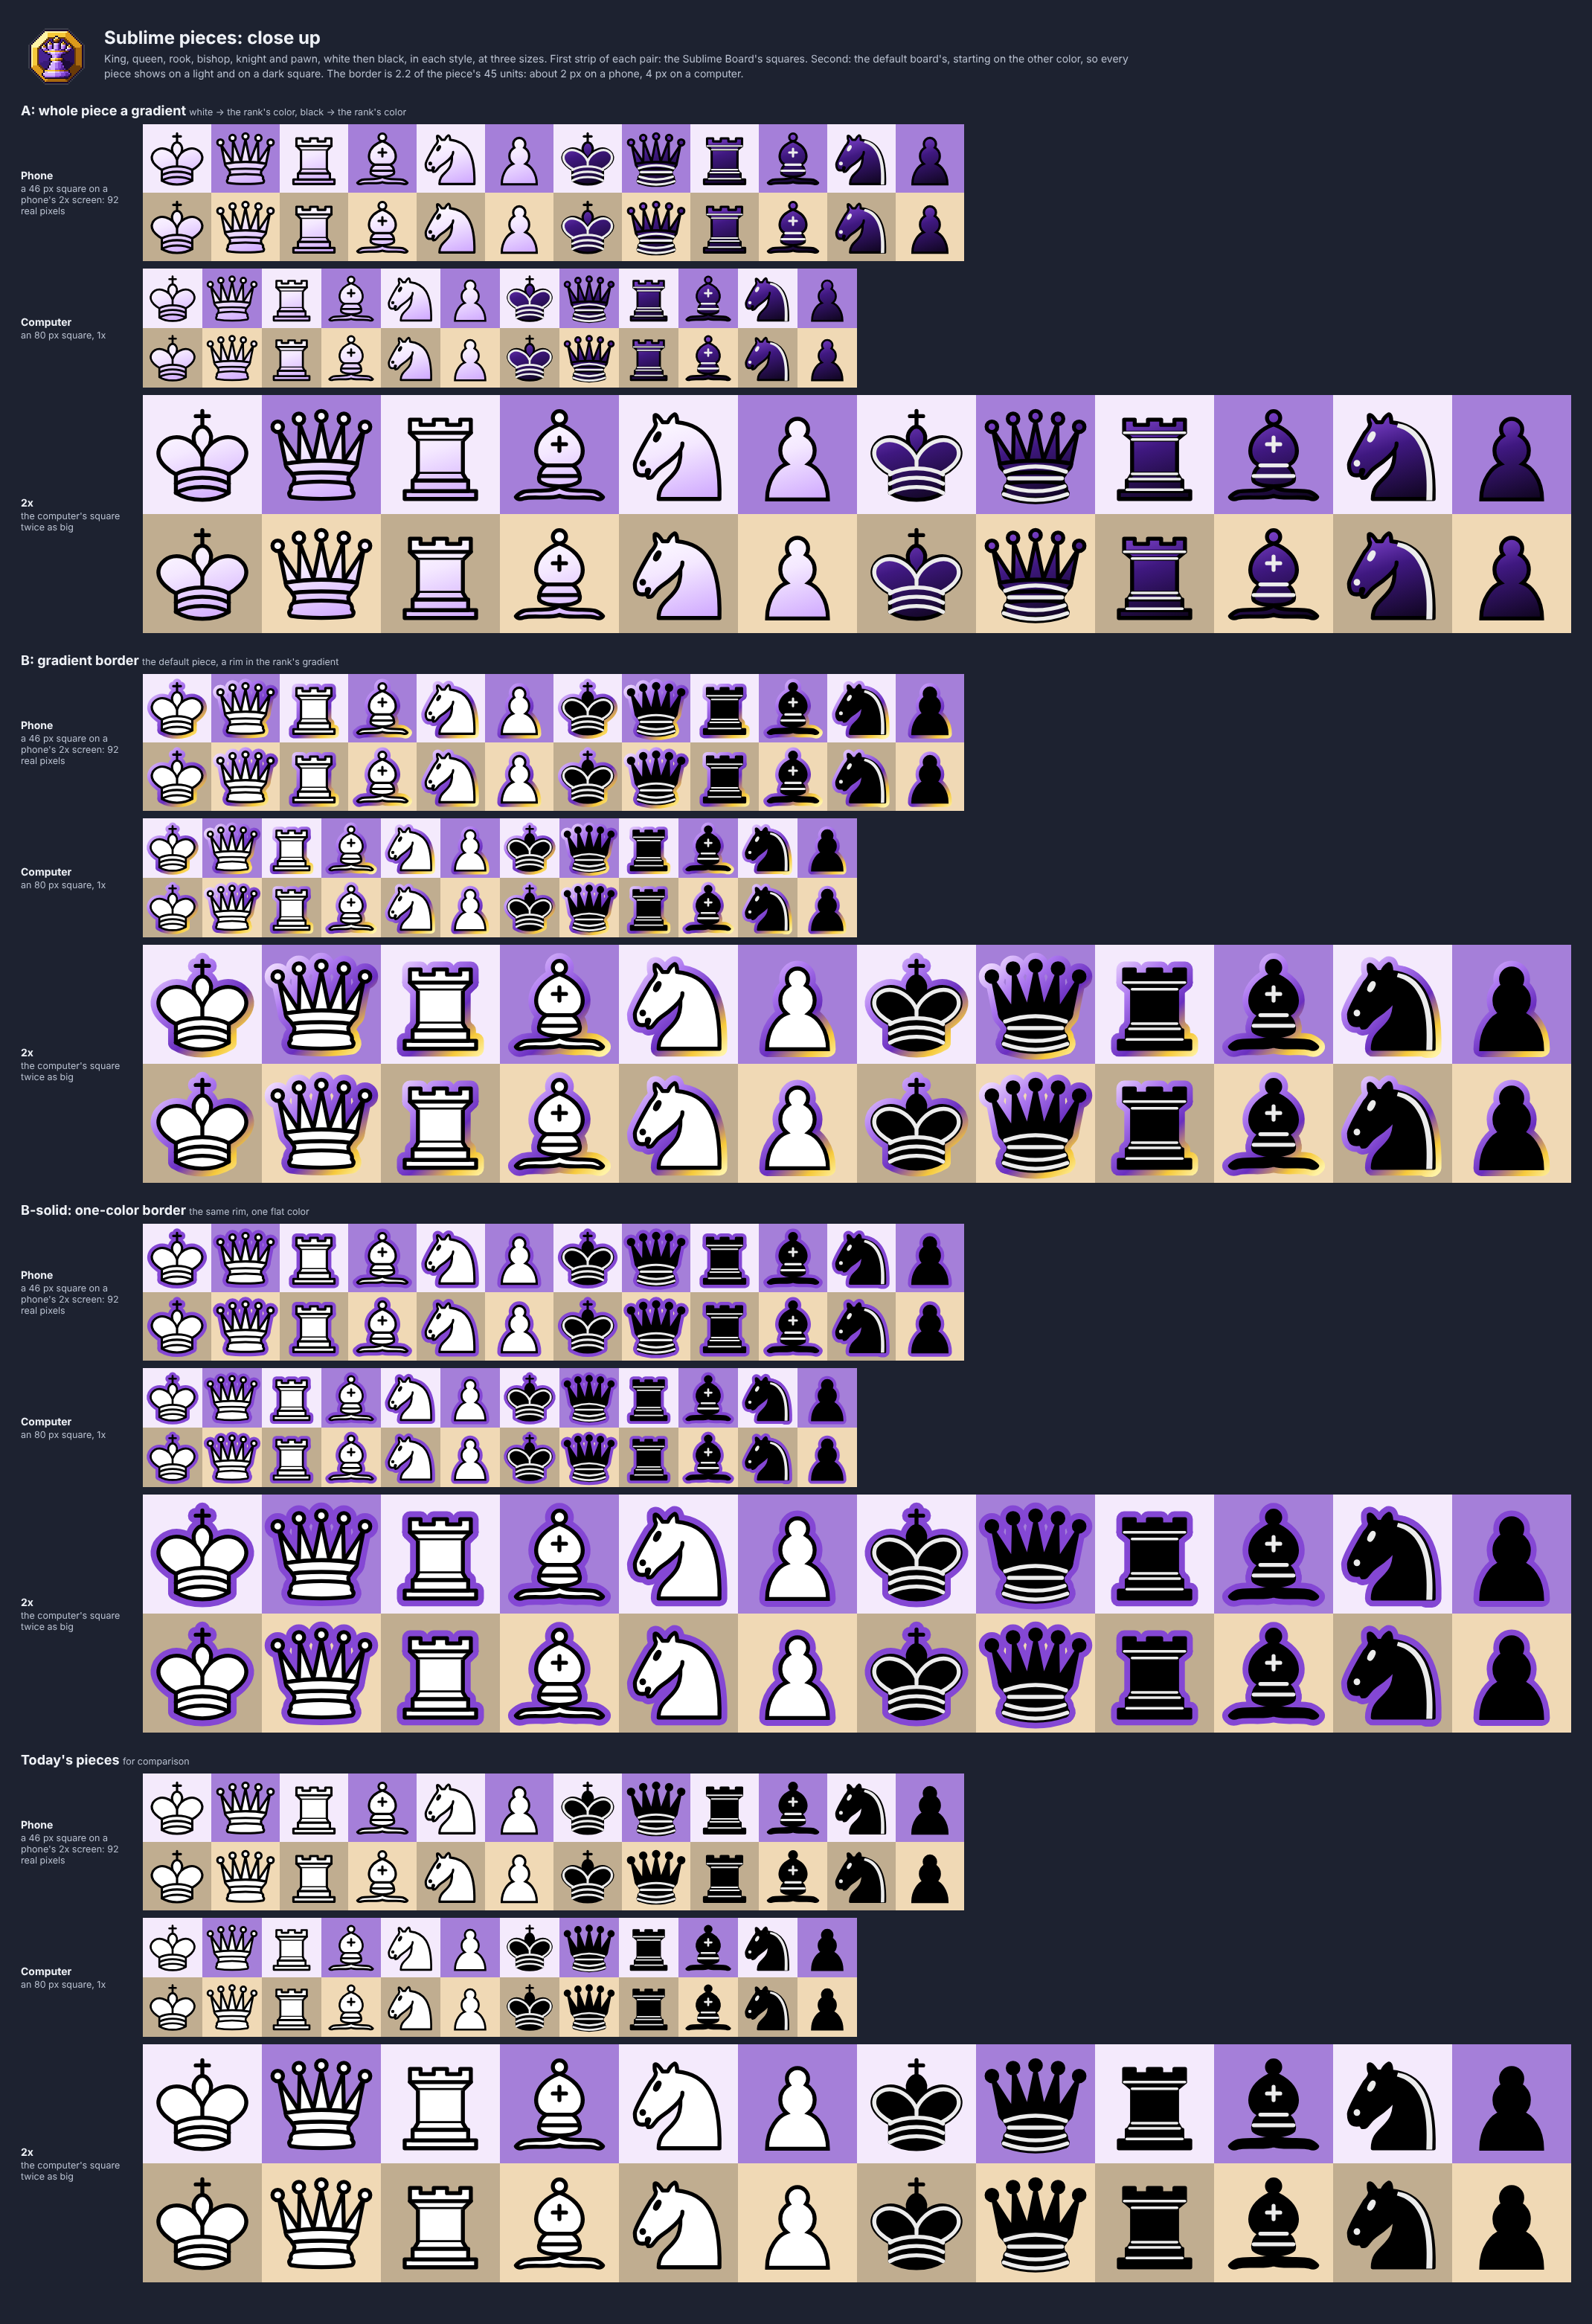 Sublime pieces: close up
King, queen, rook, bishop, knight and pawn, white then black, in each style, at three sizes. First strip of each pair: the Sublime Board's squares. Second: the default board's, starting on the other color, so every
piece shows on a light and on a dark square. The border is 2.2 of the piece's 45 units: about 2 px on a phone, 4 px on a computer.
A: whole piece a gradient white → the rank's color, black → the rank's color
Phone
a 46 px square on a
phone's 2x screen: 92
real pixels
Computer
an 80 px square, 1x
2x
the computer's square
twice as big
B: gradient border the default piece, a rim in the rank's gradient
Phone
a 46 px square on a
phone's 2x screen: 92
real pixels
Computer
an 80 px square, 1x
2x
the computer's square
twice as big
B-solid: one-color border the same rim, one flat color
Phone
a 46 px square on a
phone's 2x screen: 92
real pixels
Computer
an 80 px square, 1x
2x
the computer's square
twice as big
Today's pieces for comparison
Phone
a 46 px square on a
phone's 2x screen: 92
real pixels
Computer
an 80 px square, 1x
2x
the computer's square
twice as big